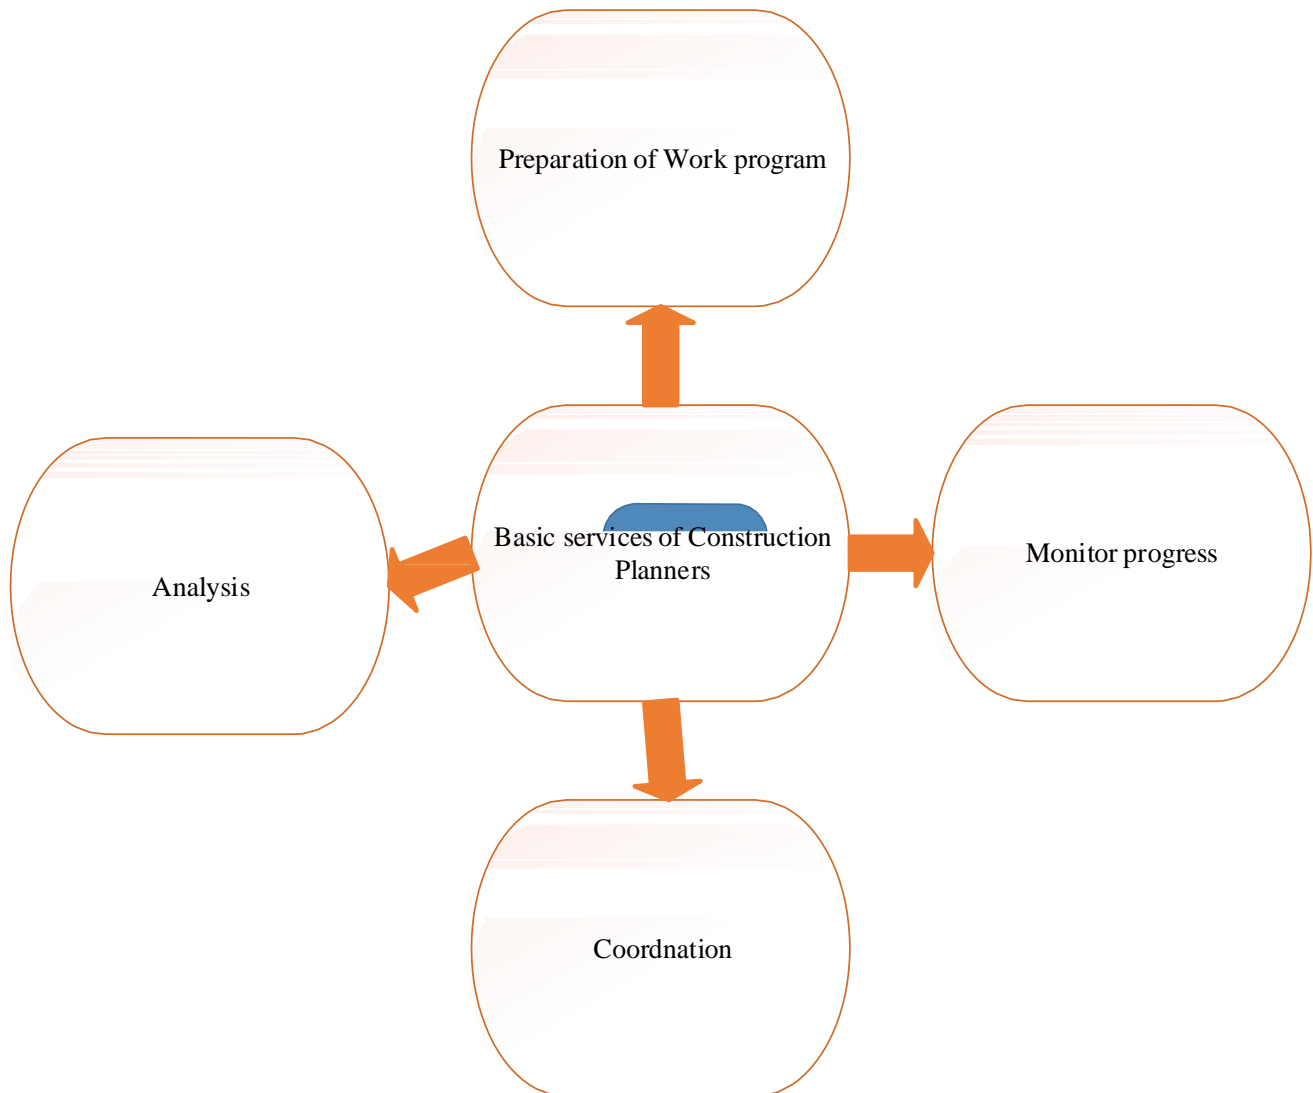 Preparation of Work program
Basic services of Construction
Planners
Monitor progress
Analysis
Coordnation